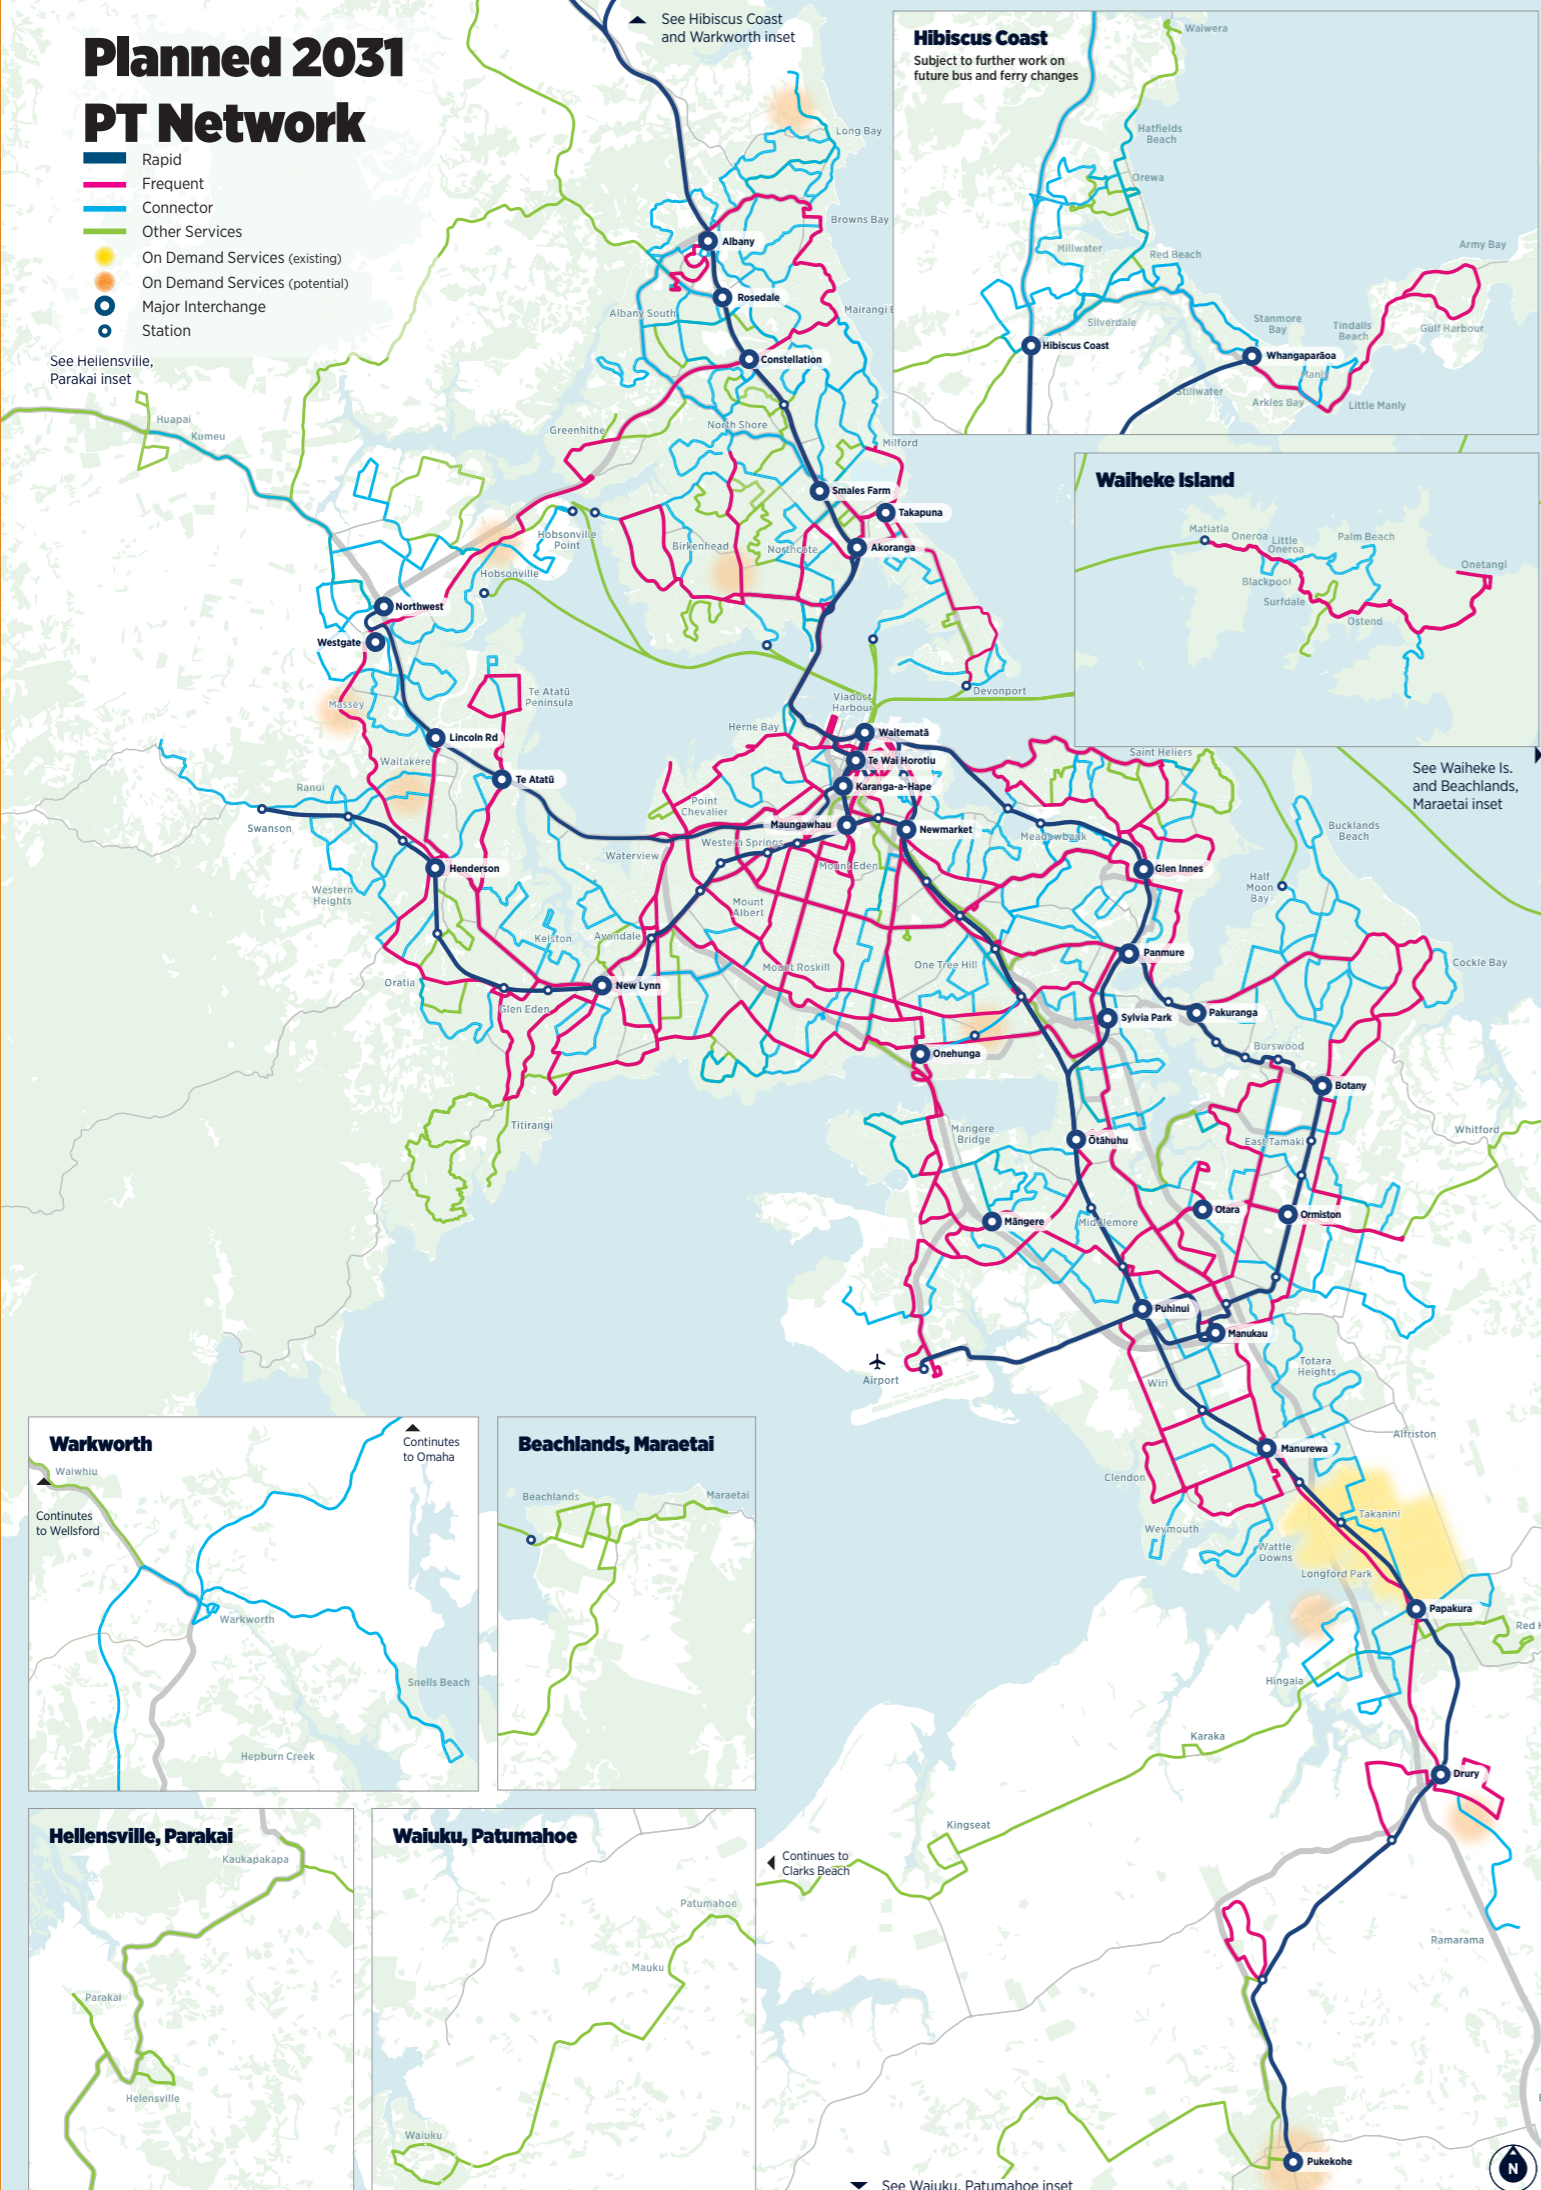 Planned 2031
PT Network
Rapid
Frequent
Connector
Other Services
On Demand Services (existing)
On Demand Services (potential)
Major Interchange
Station
See Hellensville,
Parakai inset
See Hibiscus Coast
and Warkworth inset
Hibiscus Coast
Subject to further work on
future bus and ferry changes
Waiwera
Hatfields
Beach
Orewa
Millwater
Red Beach
Army Bay
Silverdale
Stanmore
Bay
Tindalls
Beach
Gulf Harbour
Hibiscus Coast
Whangaparāoa
Manly
Stillwater
Arkles Bay
Little Manly
Waiheke Island
Matiatia
Oneroa
Little
Oneroa
Palm Beach
Onetangi
Blackpool
Surfdale
Ostend
See Waiheke Is.
and Beachlands,
Maraetai inset
Long Bay
Browns Bay
Albany
Rosedale
Albany South
Mairangi
Constellation
Huapai
Kumeu
Greenhithe
North Shore
Milford
Smales Farm
Takapuna
Hobsonville
Point
Birkenhead
Northcote
Akoranga
Hobsonville
Northwest
Westgate
Te Atatū
Peninsula
Massey
Devonport
Viaduct
Harbour
Herne Bay
Waitematā
Lincoln Rd
Te Wai Horotiu
Saint Heliers
Waitakere
Te Atatū
Karanga-a-Hape
Ranui
Point
Chevalier
Swanson
Maungawhau
Newmarket
Meadowbank
Bucklands
Beach
Western Springs
Waterview
Mount Eden
Glen Innes
Henderson
Half
Moon
Bay
Western
Heights
Mount
Albert
Kelston
Avondale
Panmure
Mount Roskill
One Tree Hill
Cockle Bay
Oratia
New Lynn
Glen Eden
Sylvia Park
Pakuranga
Onehunga
Burswood
Botany
Titirangi
Mangere
Bridge
Ōtāhuhu
East Tamaki
Whitford
Māngere
Middlemore
Otara
Ormiston
Puhinui
Manukau
Airport
Wiri
Totara
Heights
Manurewa
Alfriston
Clendon
Takanini
Weymouth
Wattle
Downs
Longford Park
Papakura
Red
Hingaia
Karaka
Drury
Kingseat
Continues to
Clarks Beach
Ramarama
Pukekohe
See Waiuku, Patumahoe inset
N
Warkworth
Continutes
to Omaha
Waiwhiu
Continutes
to Wellsford
Warkworth
Snells Beach
Hepburn Creek
Beachlands, Maraetai
Beachlands
Maraetai
Hellensville, Parakai
Kaukapakapa
Parakai
Helensville
Waiuku, Patumahoe
Patumahoe
Mauku
Waiuku